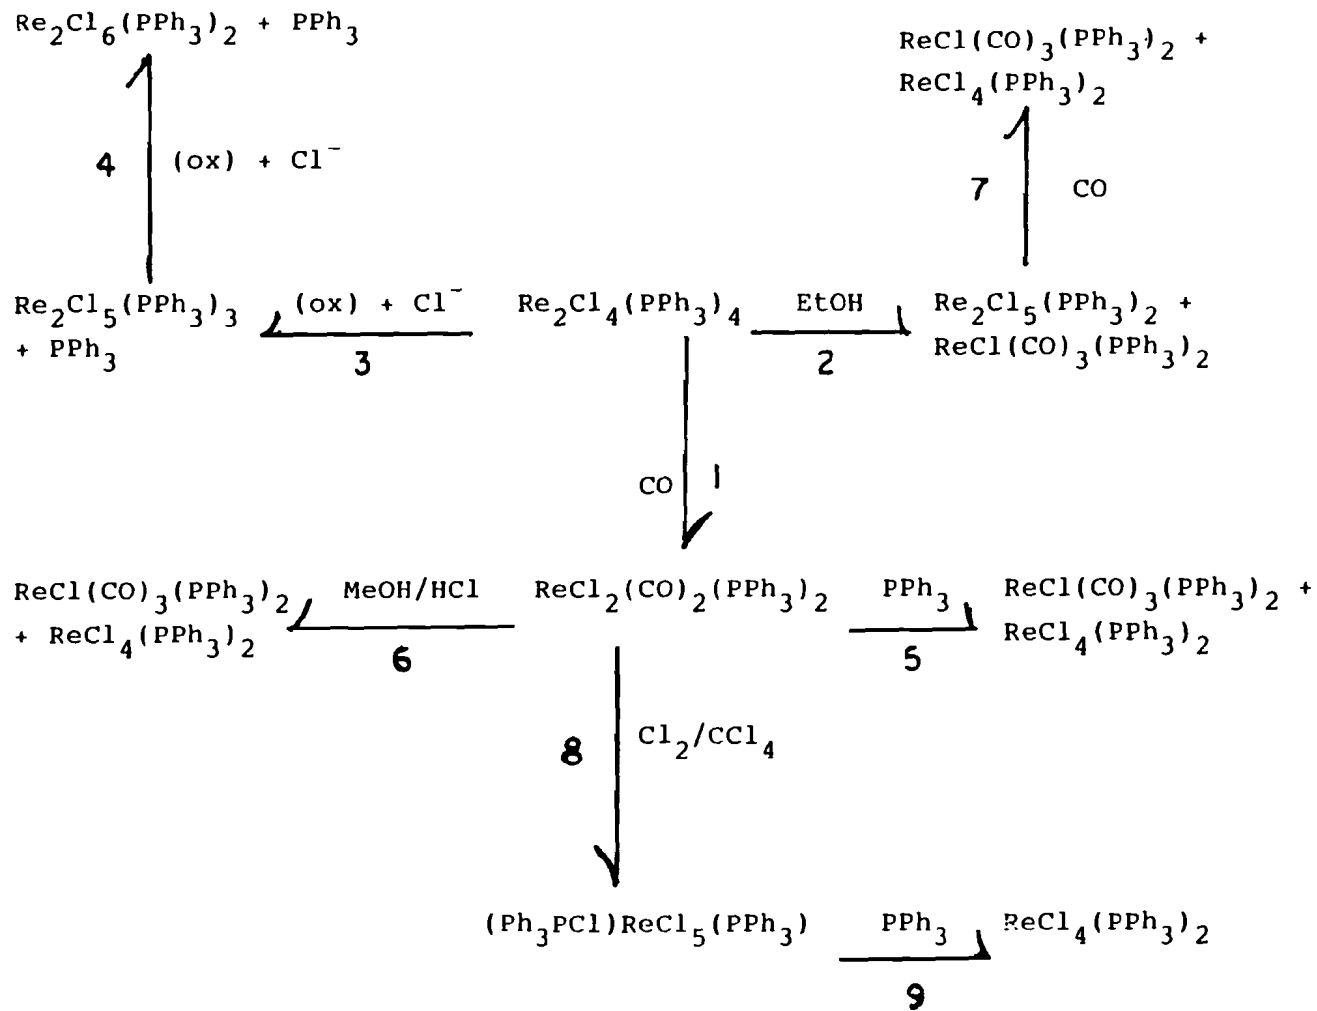 Re₂Cl₆(PPh₃)₂ + PPh₃
ReCl(CO)₃(PPh₃)₂ +
ReCl₄(PPh₃)₂
4
(ox) + Cl⁻
7
CO
Re₂Cl₅(PPh₃)₃
+ PPh₃
(ox) + Cl⁻
3
Re₂Cl₄(PPh₃)₄
EtOH
2
Re₂Cl₅(PPh₃)₂ +
ReCl(CO)₃(PPh₃)₂
CO
1
ReCl(CO)₃(PPh₃)₂
+ ReCl₄(PPh₃)₂
MeOH/HCl
6
ReCl₂(CO)₂(PPh₃)₂
PPh₃
5
ReCl(CO)₃(PPh₃)₂ +
ReCl₄(PPh₃)₂
8
Cl₂/CCl₄
(Ph₃PCl)ReCl₅(PPh₃)
PPh₃
9
ReCl₄(PPh₃)₂